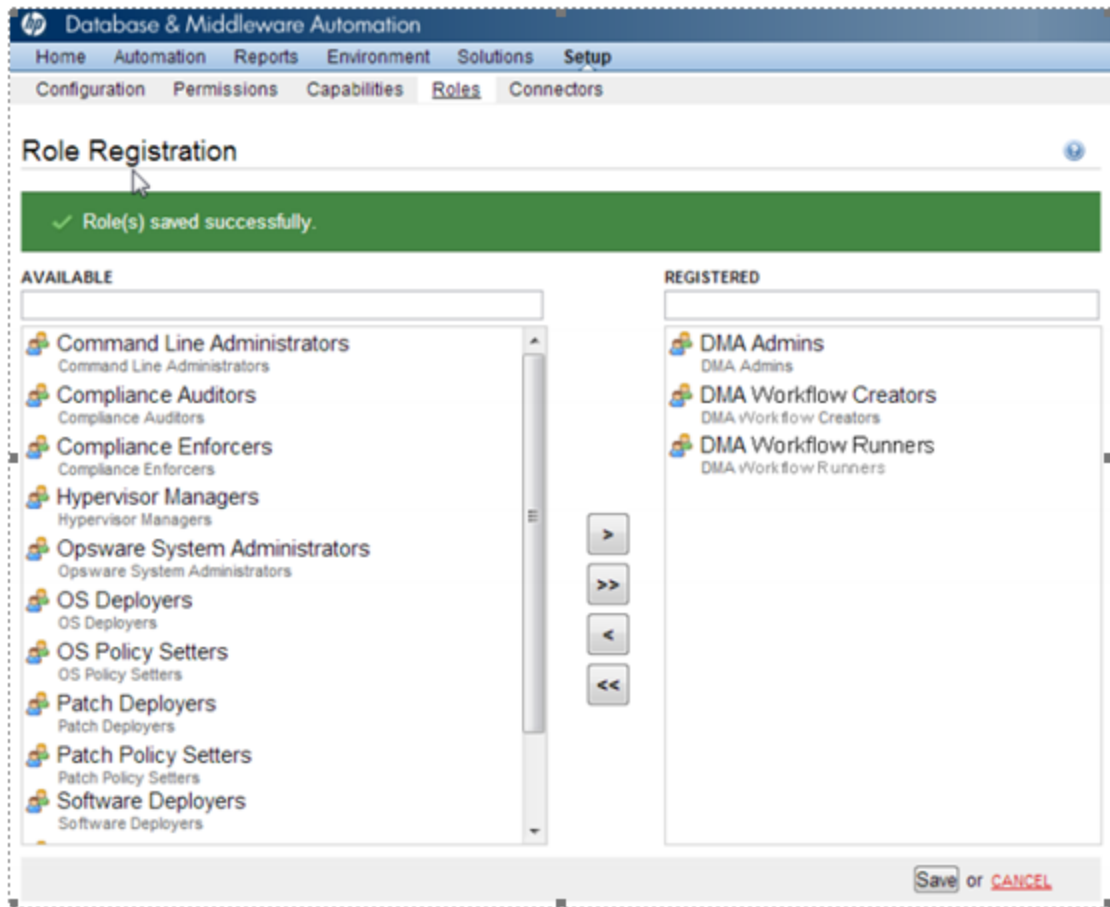 hp Database & Middleware Automation
Home Automation Reports Environment Solutions Setup
Configuration Permissions Capabilities Roles Connectors
Role Registration
?
Role(s) saved successfully.
AVAILABLE
Command Line Administrators
Command Line Administrators
Compliance Auditors
Compliance Auditors
Compliance Enforcers
Compliance Enforcers
Hypervisor Managers
Hypervisor Managers
Opsware System Administrators
Opsware System Administrators
OS Deployers
OS Deployers
OS Policy Setters
OS Policy Setters
Patch Deployers
Patch Deployers
Patch Policy Setters
Patch Policy Setters
Software Deployers
Software Deployers
>
>>
<
<<
REGISTERED
DMA Admins
DMA Admins
DMA Workflow Creators
DMA Workflow Creators
DMA Workflow Runners
DMA Workflow Runners
Save or CANCEL